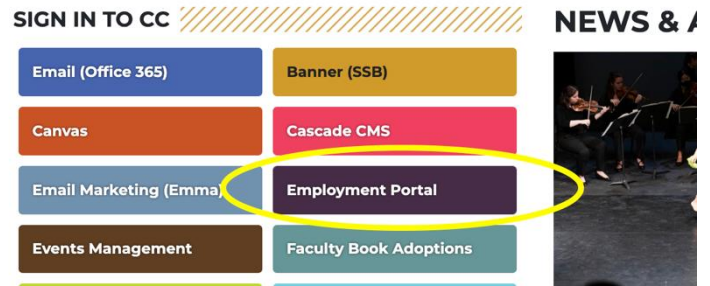 SIGN IN TO CC
NEWS &
Email (Office 365)
Banner (SSB)
Canvas
Cascade CMS
Email Marketing (Emma)
Employment Portal
Events Management
Faculty Book Adoptions